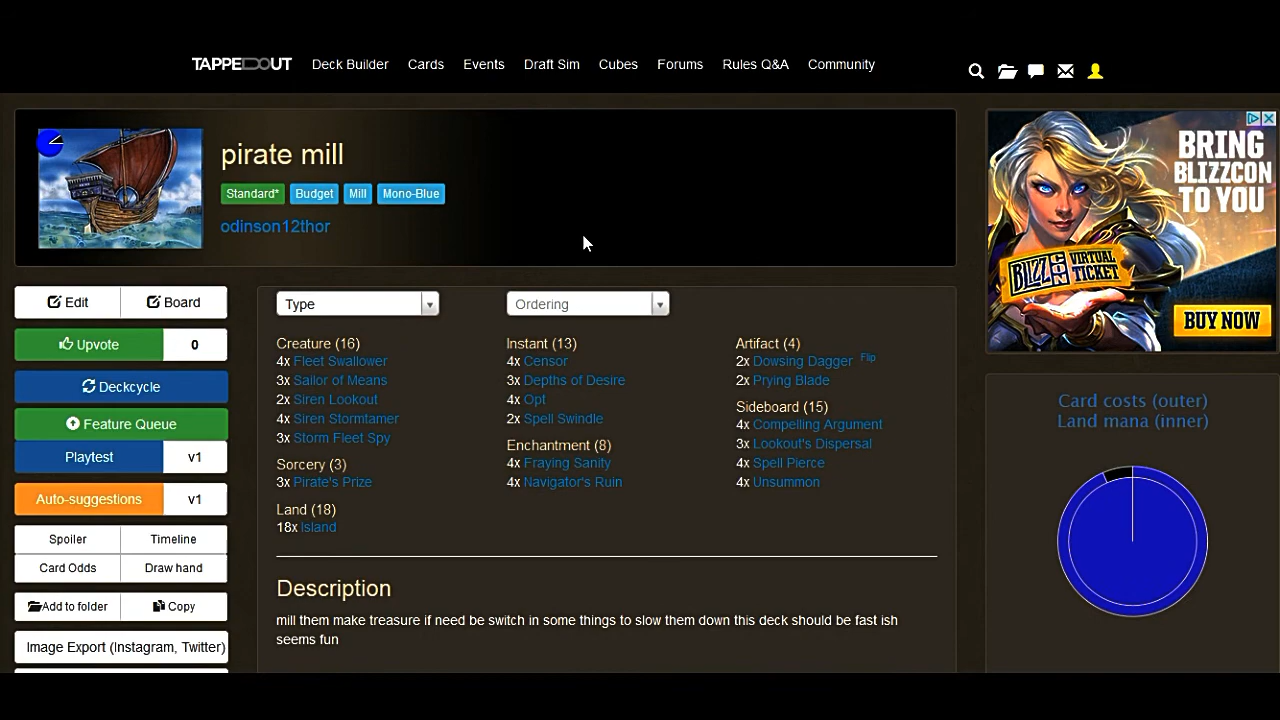 TAPPEDOUT Deck Builder Cards Events Draft Sim Cubes Forums Rules Q&A Community
pirate mill
Standard* Budget Mill Mono-Blue
odinson12thor
BRING
BLIZZCON
TO YOU
BLIZZCON VIRTUAL TICKET
BUY NOW
Edit Board
Upvote 0
Deckcycle
Feature Queue
Playtest v1
Auto-suggestions v1
Spoiler Timeline
Card Odds Draw hand
Add to folder Copy
Image Export (Instagram, Twitter)
Type Ordering
Creature (16)
4x Fleet Swallower
3x Sailor of Means
2x Siren Lookout
4x Siren Stormtamer
3x Storm Fleet Spy
Sorcery (3)
3x Pirate's Prize
Land (18)
18x Island
Instant (13)
4x Censor
3x Depths of Desire
4x Opt
2x Spell Swindle
Enchantment (8)
4x Fraying Sanity
4x Navigator's Ruin
Artifact (4)
2x Dowsing Dagger Flip
2x Prying Blade
Sideboard (15)
4x Compelling Argument
3x Lookout's Dispersal
4x Spell Pierce
4x Unsummon
Description
mill them make treasure if need be switch in some things to slow them down this deck should be fast ish
seems fun
Card costs (outer)
Land mana (inner)